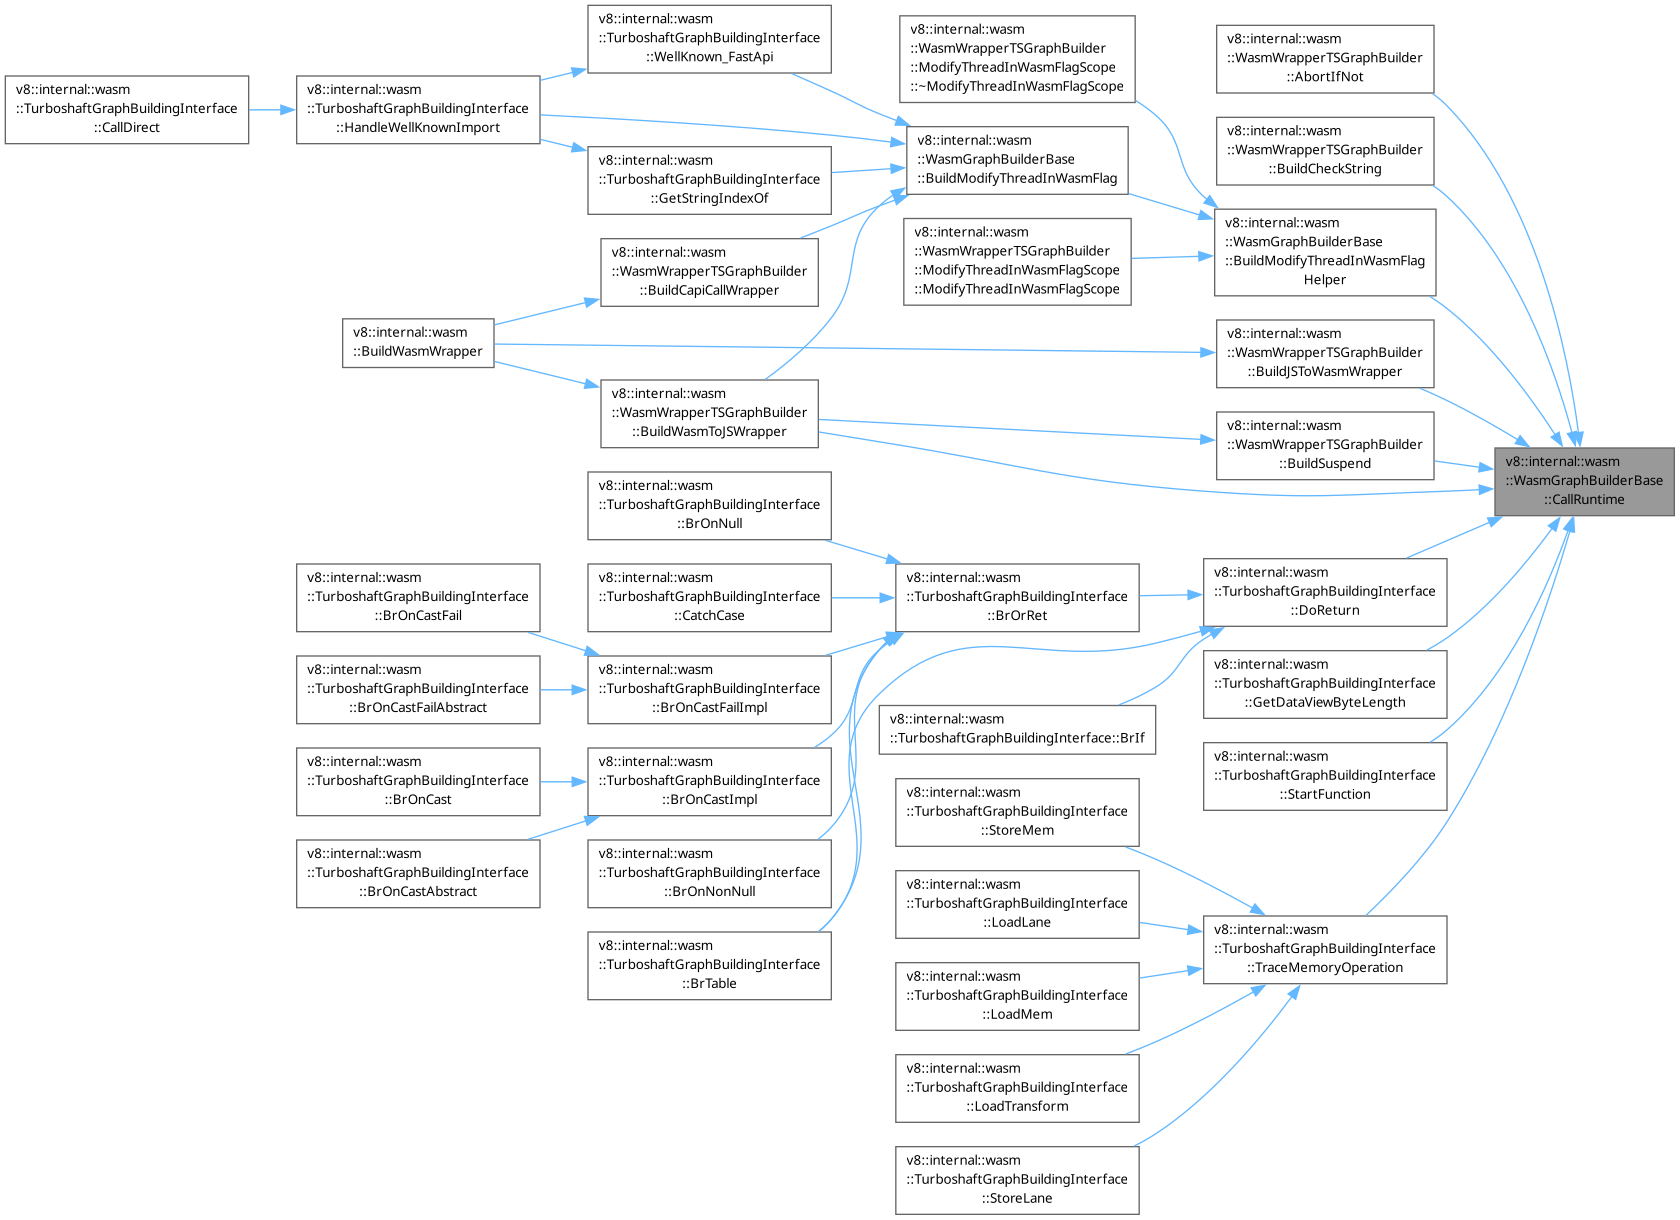 v8::internal::wasm
::TurboshaftGraphBuildingInterface
::CallDirect
v8::internal::wasm
::TurboshaftGraphBuildingInterface
::HandleWellKnownImport
v8::internal::wasm
::TurboshaftGraphBuildingInterface
::WellKnown_FastApi
v8::internal::wasm
::TurboshaftGraphBuildingInterface
::GetStringIndexOf
v8::internal::wasm
::WasmWrapperTSGraphBuilder
::BuildCapiCallWrapper
v8::internal::wasm
::BuildWasmWrapper
v8::internal::wasm
::WasmWrapperTSGraphBuilder
::BuildWasmToJSWrapper
v8::internal::wasm
::WasmWrapperTSGraphBuilder
::ModifyThreadInWasmFlagScope
::~ModifyThreadInWasmFlagScope
v8::internal::wasm
::WasmGraphBuilderBase
::BuildModifyThreadInWasmFlag
v8::internal::wasm
::WasmWrapperTSGraphBuilder
::ModifyThreadInWasmFlagScope
::ModifyThreadInWasmFlagScope
v8::internal::wasm
::WasmWrapperTSGraphBuilder
::AbortIfNot
v8::internal::wasm
::WasmWrapperTSGraphBuilder
::BuildCheckString
v8::internal::wasm
::WasmGraphBuilderBase
::BuildModifyThreadInWasmFlag
Helper
v8::internal::wasm
::WasmWrapperTSGraphBuilder
::BuildJSToWasmWrapper
v8::internal::wasm
::WasmWrapperTSGraphBuilder
::BuildSuspend
v8::internal::wasm
::WasmGraphBuilderBase
::CallRuntime
v8::internal::wasm
::TurboshaftGraphBuildingInterface
::BrOnNull
v8::internal::wasm
::TurboshaftGraphBuildingInterface
::CatchCase
v8::internal::wasm
::TurboshaftGraphBuildingInterface
::BrOnCastFail
v8::internal::wasm
::TurboshaftGraphBuildingInterface
::BrOnCastFailAbstract
v8::internal::wasm
::TurboshaftGraphBuildingInterface
::BrOnCastFailImpl
v8::internal::wasm
::TurboshaftGraphBuildingInterface
::BrOnCast
v8::internal::wasm
::TurboshaftGraphBuildingInterface
::BrOnCastImpl
v8::internal::wasm
::TurboshaftGraphBuildingInterface
::BrOnCastAbstract
v8::internal::wasm
::TurboshaftGraphBuildingInterface
::BrOnNonNull
v8::internal::wasm
::TurboshaftGraphBuildingInterface
::BrTable
v8::internal::wasm
::TurboshaftGraphBuildingInterface
::BrOrRet
v8::internal::wasm
::TurboshaftGraphBuildingInterface
::DoReturn
v8::internal::wasm
::TurboshaftGraphBuildingInterface
::GetDataViewByteLength
v8::internal::wasm
::TurboshaftGraphBuildingInterface::BrIf
v8::internal::wasm
::TurboshaftGraphBuildingInterface
::StartFunction
v8::internal::wasm
::TurboshaftGraphBuildingInterface
::StoreMem
v8::internal::wasm
::TurboshaftGraphBuildingInterface
::LoadLane
v8::internal::wasm
::TurboshaftGraphBuildingInterface
::TraceMemoryOperation
v8::internal::wasm
::TurboshaftGraphBuildingInterface
::LoadMem
v8::internal::wasm
::TurboshaftGraphBuildingInterface
::LoadTransform
v8::internal::wasm
::TurboshaftGraphBuildingInterface
::StoreLane